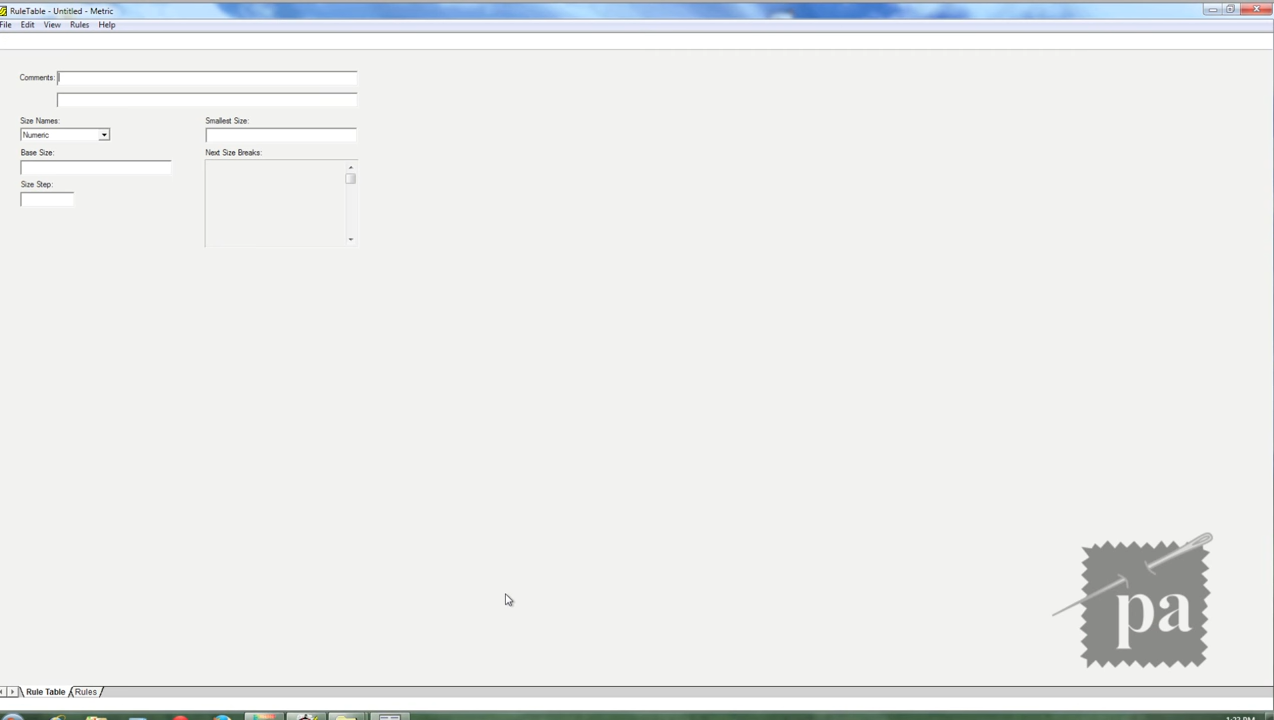 RuleTable - Untitled - Metric
File Edit View Rules Help
Comments:
Size Names: Smallest Size:
Numeric
Base Size: Next Size Breaks:
Size Step:
pa
Rule Table Rules